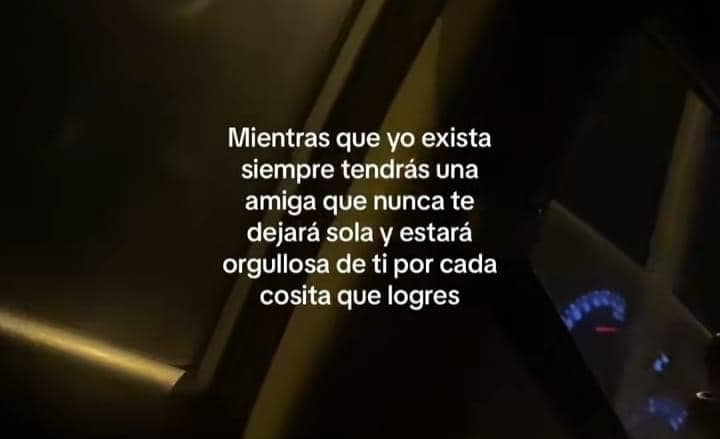 Mientras que yo exista
siempre tendrás una
amiga que nunca te
dejará sola y estará
orgullosa de ti por cada
cosita que logres